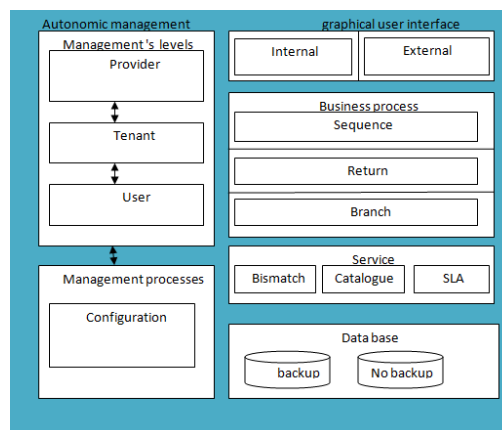 Autonomic management
Management's levels
Provider
Tenant
User
Management processes
Configuration
graphical user interface
Internal
External
Business process
Sequence
Return
Branch
Service
Bismatch
Catalogue
SLA
Data base
backup
No backup